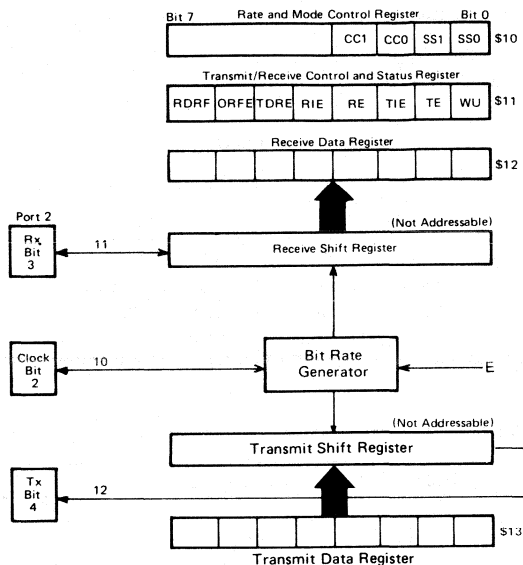 Bit 7 Rate and Mode Control Register Bit 0
CC1 CC0 SS1 SS0 $10
Transmit/Receive Control and Status Register
RDRF ORFE TDRE RIE RE TIE TE WU $11
Receive Data Register
$12
Port 2
(Not Addressable)
Rx
Bit
3
11
Receive Shift Register
Clock
Bit
2
10
Bit Rate
Generator
E
(Not Addressable)
Transmit Shift Register
Tx
Bit
4
12
$13
Transmit Data Register